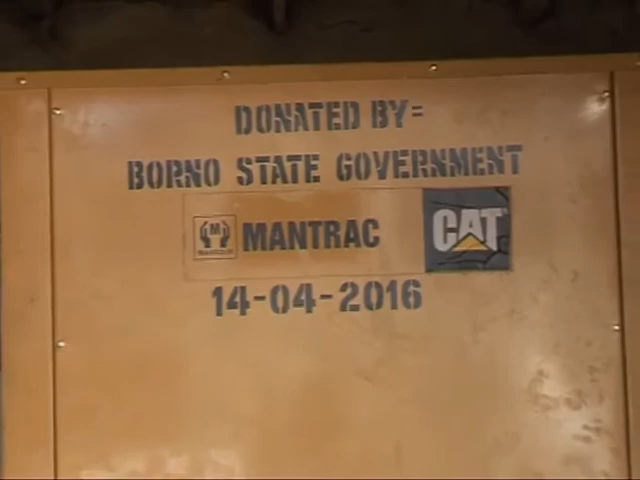 DONATED BY=
BORNO STATE GOVERNMENT
M MANTRAC CAT
14-04-2016